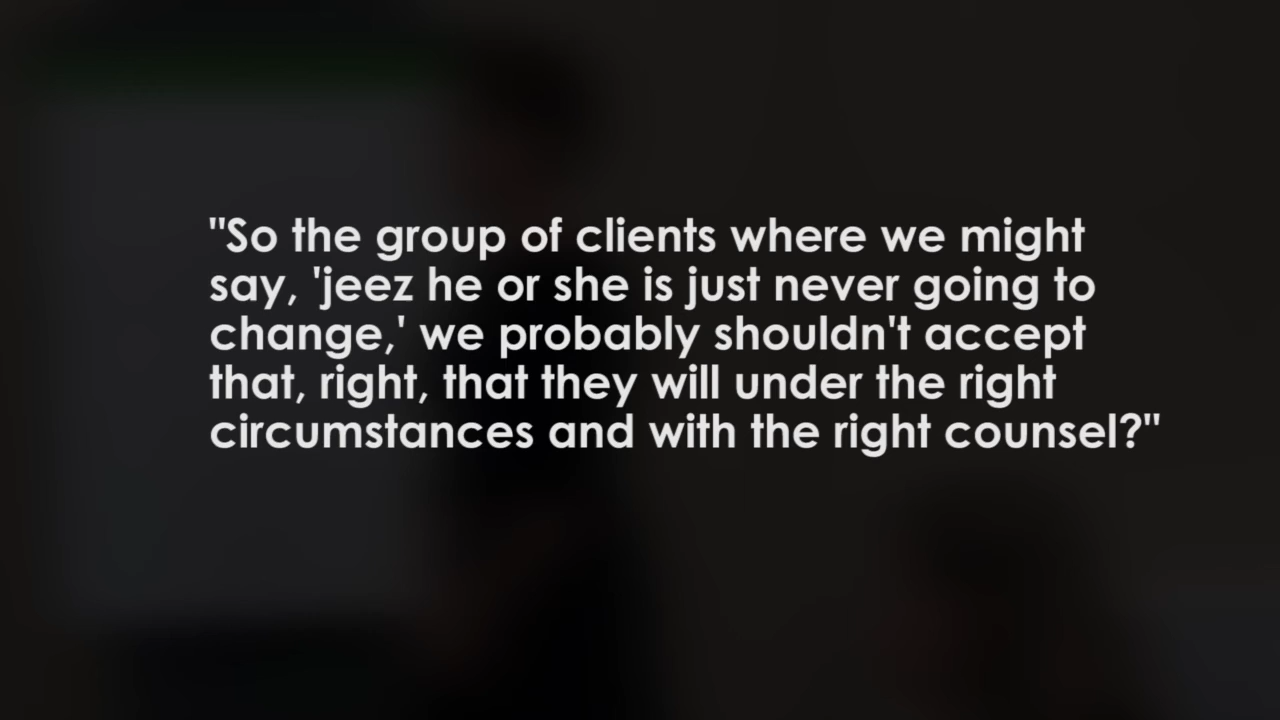 "So the group of clients where we might
say, 'jeez he or she is just never going to
change,' we probably shouldn't accept
that, right, that they will under the right
circumstances and with the right counsel?"